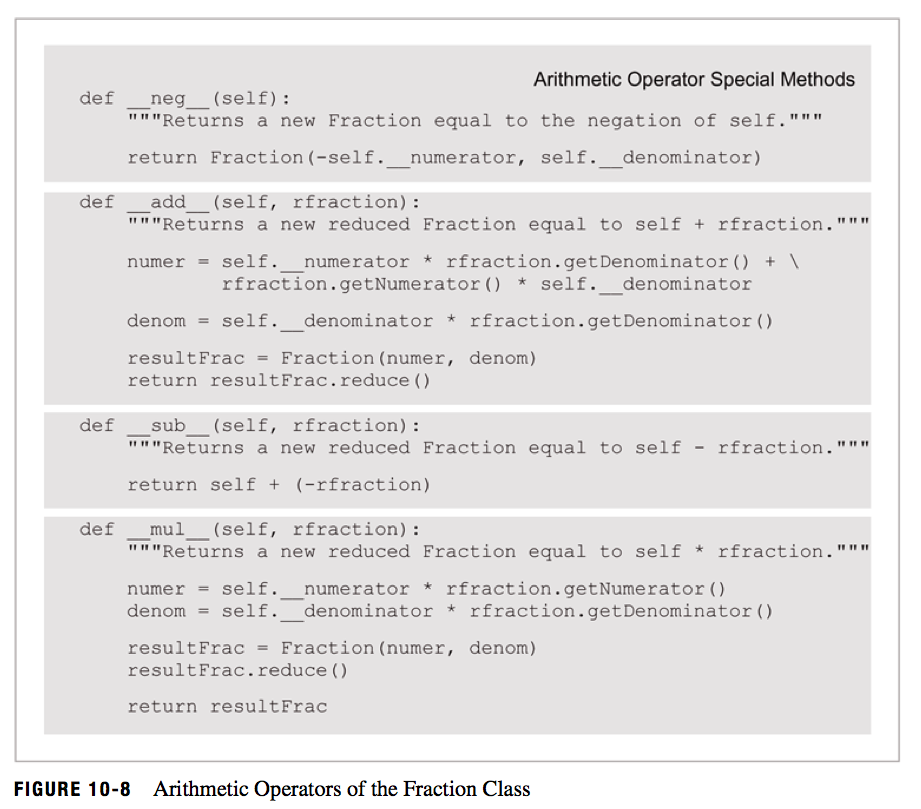 Arithmetic Operator Special Methods
def __neg__(self):
"""Returns a new Fraction equal to the negation of self."""
return Fraction(-self.__numerator, self.__denominator)
def __add__(self, rfraction):
"""Returns a new reduced Fraction equal to self + rfraction."""
numer = self.__numerator * rfraction.getDenominator() + \
rfraction.getNumerator() * self.__denominator
denom = self.__denominator * rfraction.getDenominator()
resultFrac = Fraction(numer, denom)
return resultFrac.reduce()
def __sub__(self, rfraction):
"""Returns a new reduced Fraction equal to self - rfraction."""
return self + (-rfraction)
def __mul__(self, rfraction):
"""Returns a new reduced Fraction equal to self * rfraction."""
numer = self.__numerator * rfraction.getNumerator()
denom = self.__denominator * rfraction.getDenominator()
resultFrac = Fraction(numer, denom)
resultFrac.reduce()
return resultFrac
FIGURE 10-8 Arithmetic Operators of the Fraction Class